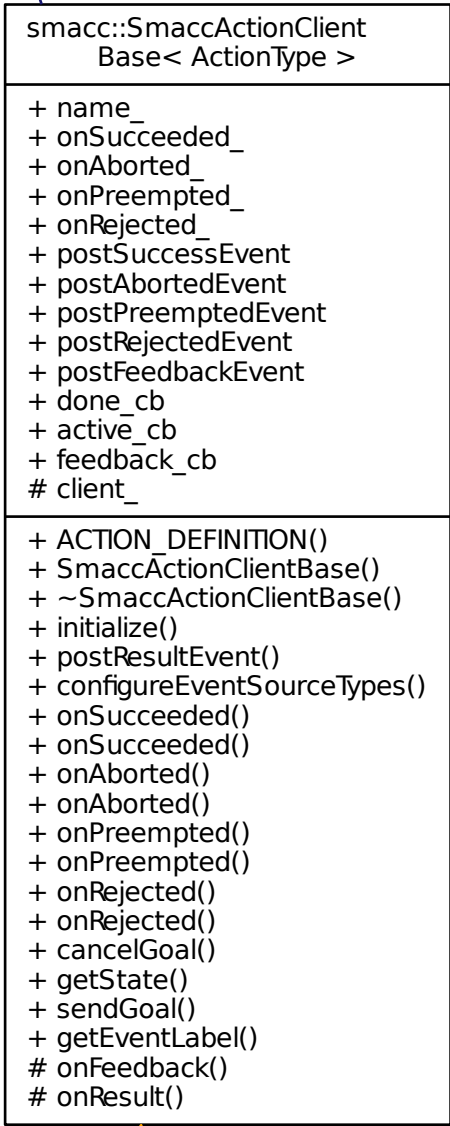 smacc::SmaccActionClient
Base< ActionType >
+ name_
+ onSucceeded_
+ onAborted_
+ onPreempted_
+ onRejected_
+ postSuccessEvent
+ postAbortedEvent
+ postPreemptedEvent
+ postRejectedEvent
+ postFeedbackEvent
+ done_cb
+ active_cb
+ feedback_cb
# client_
+ ACTION_DEFINITION()
+ SmaccActionClientBase()
+ ~SmaccActionClientBase()
+ initialize()
+ postResultEvent()
+ configureEventSourceTypes()
+ onSucceeded()
+ onSucceeded()
+ onAborted()
+ onAborted()
+ onPreempted()
+ onPreempted()
+ onRejected()
+ onRejected()
+ cancelGoal()
+ getState()
+ sendGoal()
+ getEventLabel()
# onFeedback()
# onResult()